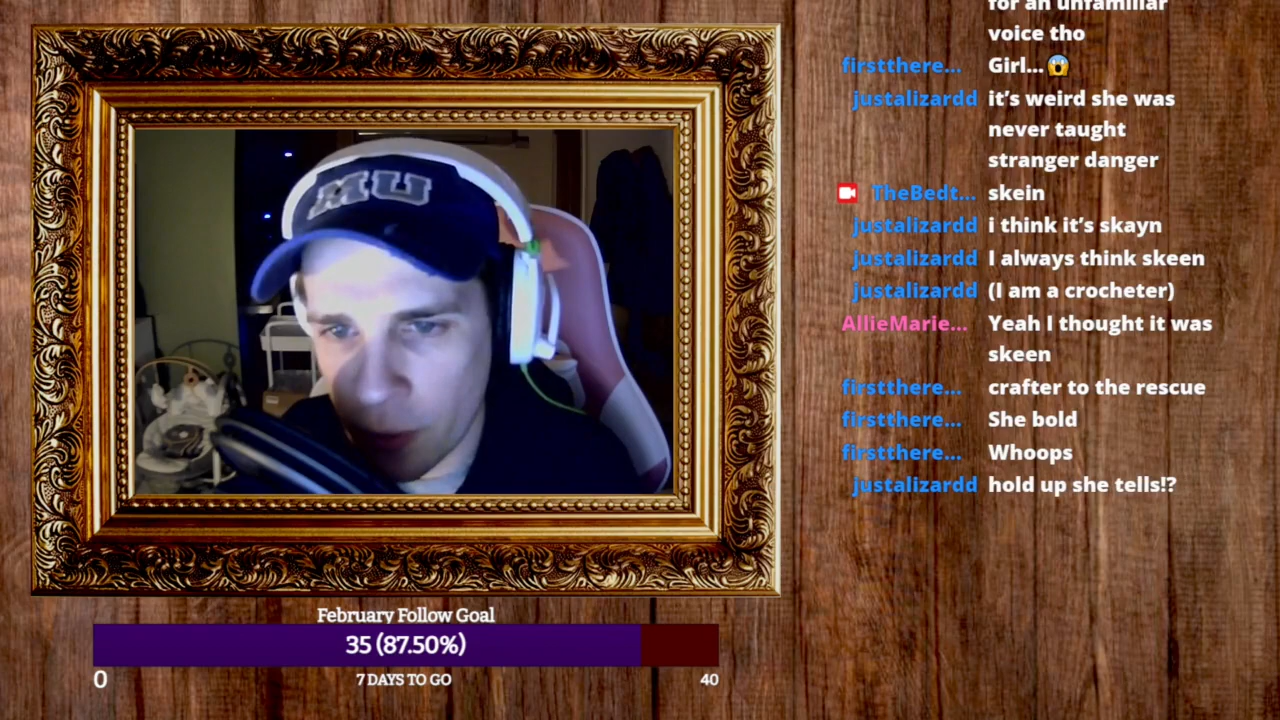 for an unfamiliar
voice tho
firstthere... Girl...😱
justalizardd it's weird she was
never taught
stranger danger
TheBedt... skein
justalizardd i think it's skayn
justalizardd I always think skeen
justalizardd (I am a crocheter)
AllieMarie... Yeah I thought it was
skeen
firstthere... crafter to the rescue
firstthere... She bold
firstthere... Whoops
justalizardd hold up she tells!?
MU
February Follow Goal
35 (87.50%)
0 7 DAYS TO GO 40